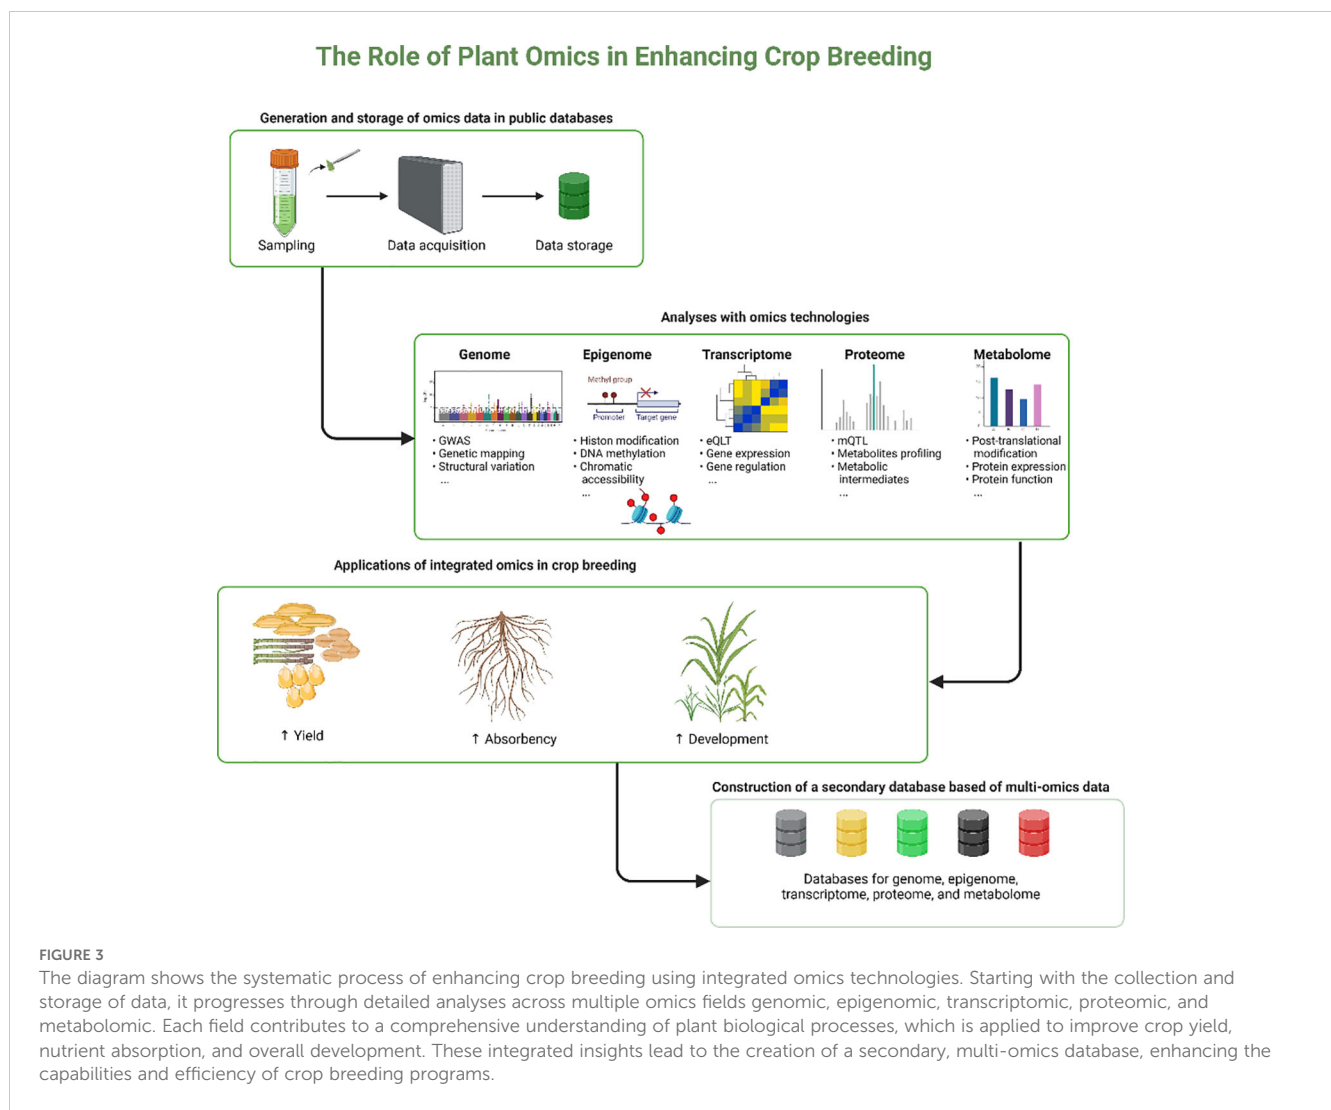 The Role of Plant Omics in Enhancing Crop Breeding
Generation and storage of omics data in public databases
Sampling
Data acquisition
Data storage
Analyses with omics technologies
Genome
Epigenome
Transcriptome
Proteome
Metabolome
Methyl group
Promoter
Target gene
• GWAS
• Genetic mapping
• Structural variation
...
• Histon modification
• DNA methylation
• Chromatic
accessibility
...
• eQLT
• Gene expression
• Gene regulation
...
• mQTL
• Metabolites profiling
• Metabolic
intermediates
...
• Post-translational
modification
• Protein expression
• Protein function
...
Applications of integrated omics in crop breeding
↑ Yield
↑ Absorbency
↑ Development
Construction of a secondary database based of multi-omics data
Databases for genome, epigenome,
transcriptome, proteome, and metabolome
FIGURE 3
The diagram shows the systematic process of enhancing crop breeding using integrated omics technologies. Starting with the collection and
storage of data, it progresses through detailed analyses across multiple omics fields genomic, epigenomic, transcriptomic, proteomic, and
metabolomic. Each field contributes to a comprehensive understanding of plant biological processes, which is applied to improve crop yield,
nutrient absorption, and overall development. These integrated insights lead to the creation of a secondary, multi-omics database, enhancing the
capabilities and efficiency of crop breeding programs.